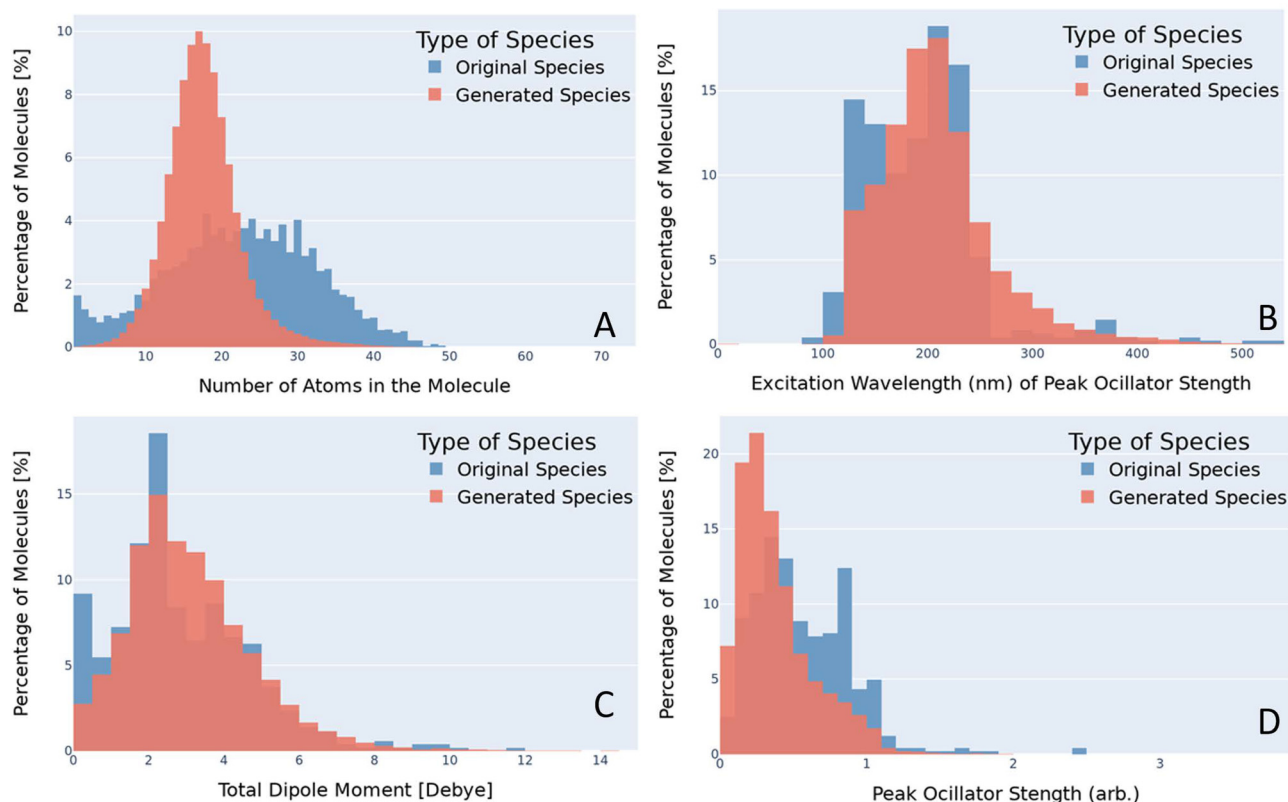 Percentage of Molecules [%]
10
8
6
4
2
0
Type of Species
Original Species
Generated Species
A
10
20
30
40
50
60
70
Number of Atoms in the Molecule
Percentage of Molecules [%]
15
10
5
0
Type of Species
Original Species
Generated Species
B
0
100
200
300
400
500
Excitation Wavelength (nm) of Peak Ocillator Stength
Percentage of Molecules [%]
15
10
5
0
Type of Species
Original Species
Generated Species
C
0
2
4
6
8
10
12
14
Total Dipole Moment [Debye]
Percentage of Molecules [%]
20
15
10
5
0
Type of Species
Original Species
Generated Species
D
0
1
2
3
Peak Ocillator Stength (arb.)